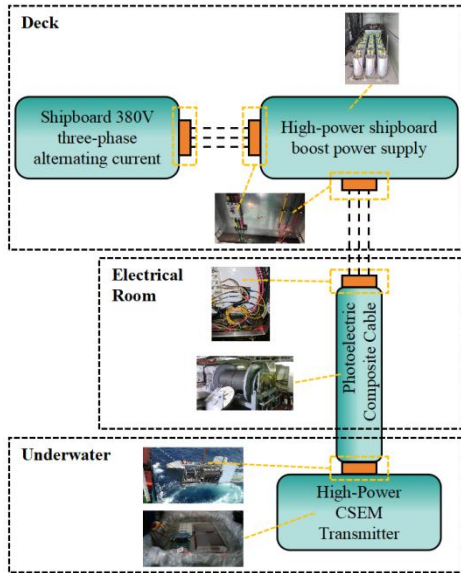 Deck
Shipboard 380V
three-phase
alternating current
High-power shipboard
boost power supply
Electrical
Room
Photoelectric
Composite Cable
Underwater
High-Power
CSEM
Transmitter